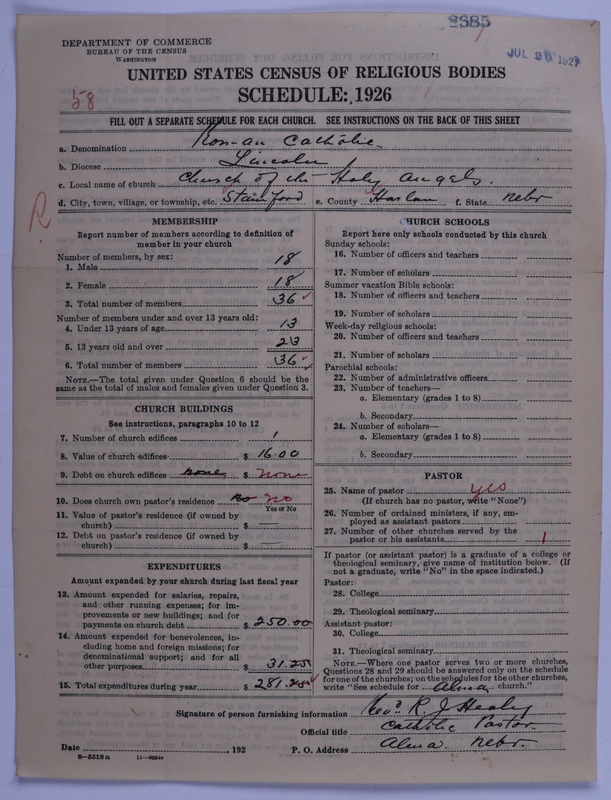 2685
JUL 20 1927
DEPARTMENT OF COMMERCE
BUREAU OF THE CENSUS
WASHINGTON
UNITED STATES CENSUS OF RELIGIOUS BODIES
58
SCHEDULE: 1926
FILL OUT A SEPARATE SCHEDULE FOR EACH CHURCH. SEE INSTRUCTIONS ON THE BACK OF THIS SHEET
a. Denomination Roman Catholic
b. Diocese Lincoln
c. Local name of church Church of the Holy Angels.
d. City, town, village, or township, etc. Stamford e. County Harlan f. State Nebr
R
MEMBERSHIP
Report number of members according to definition of
member in your church
Number of members, by sex:
1. Male 18
2. Female 18
3. Total number of members 36
Number of members under and over 13 years old:
4. Under 13 years of age 13
5. 13 years old and over 23
6. Total number of members 36
NOTE.—The total given under Question 6 should be the
same as the total of males and females given under Question 3.
CHURCH BUILDINGS
See instructions, paragraphs 10 to 12
7. Number of church edifices 1
8. Value of church edifices $ 16.00
9. Debt on church edifices none $ none
10. Does church own pastor's residence No no
Yes or No
11. Value of pastor's residence (if owned by
church) $ —
12. Debt on pastor's residence (if owned by
church) $ —
EXPENDITURES
Amount expended by your church during last fiscal year
13. Amount expended for salaries, repairs,
and other running expenses; for im-
provements or new buildings; and for
payments on church debt $ 250.00
14. Amount expended for benevolences, in-
cluding home and foreign missions; for
denominational support; and for all
other purposes $ 31.25
15. Total expenditures during year $ 281.25
CHURCH SCHOOLS
Report here only schools conducted by this church
Sunday schools:
16. Number of officers and teachers
17. Number of scholars
Summer vacation Bible schools:
18. Number of officers and teachers
19. Number of scholars
Week-day religious schools:
20. Number of officers and teachers
21. Number of scholars
Parochial schools:
22. Number of administrative officers
23. Number of teachers—
a. Elementary (grades 1 to 8)
b. Secondary
24. Number of scholars—
a. Elementary (grades 1 to 8)
b. Secondary
PASTOR
25. Name of pastor yes
(If church has no pastor, write "None")
26. Number of ordained ministers, if any, em-
ployed as assistant pastors
27. Number of other churches served by the
pastor or his assistants 1
If pastor (or assistant pastor) is a graduate of a college or
theological seminary, give name of institution below. (If
not a graduate, write "No" in the space indicated.)
Pastor:
28. College
29. Theological seminary
Assistant pastor:
30. College
31. Theological seminary
NOTE.—Where one pastor serves two or more churches,
Questions 28 and 29 should be answered only on the schedule
for one of the churches; on the schedules for the other churches,
write "See schedule for Alma church."
Signature of person furnishing information Revd. R. J. Healy
Official title Catholic Pastor
Date , 192 P. O. Address Alma. Nebr.
8—5518a